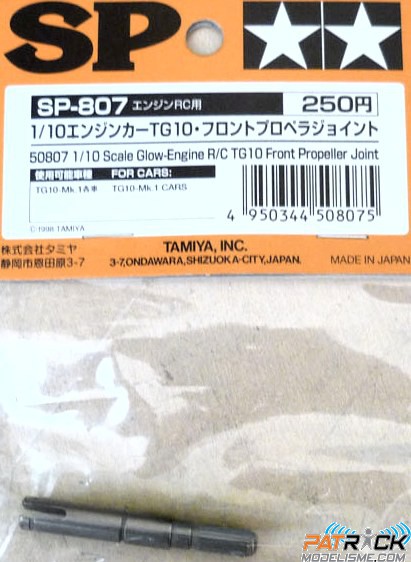 SP
SP-807 エンジンRC用 250円
1/10エンジンカーTG10・フロントプロペラジョイント
50807 1/10 Scale Glow-Engine R/C TG10 Front Propeller Joint
使用可能車種 FOR CARS:
TG10-Mk.1各車 TG10-Mk.1 CARS
4 950344 508075
©1998 TAMIYA
株式会社タミヤ
静岡市恩田原3-7
TAMIYA, INC.
3-7,ONDAWARA,SHIZUOKA-CITY,JAPAN.
MADE IN JAPAN
PATRICK
MODELISME.COM